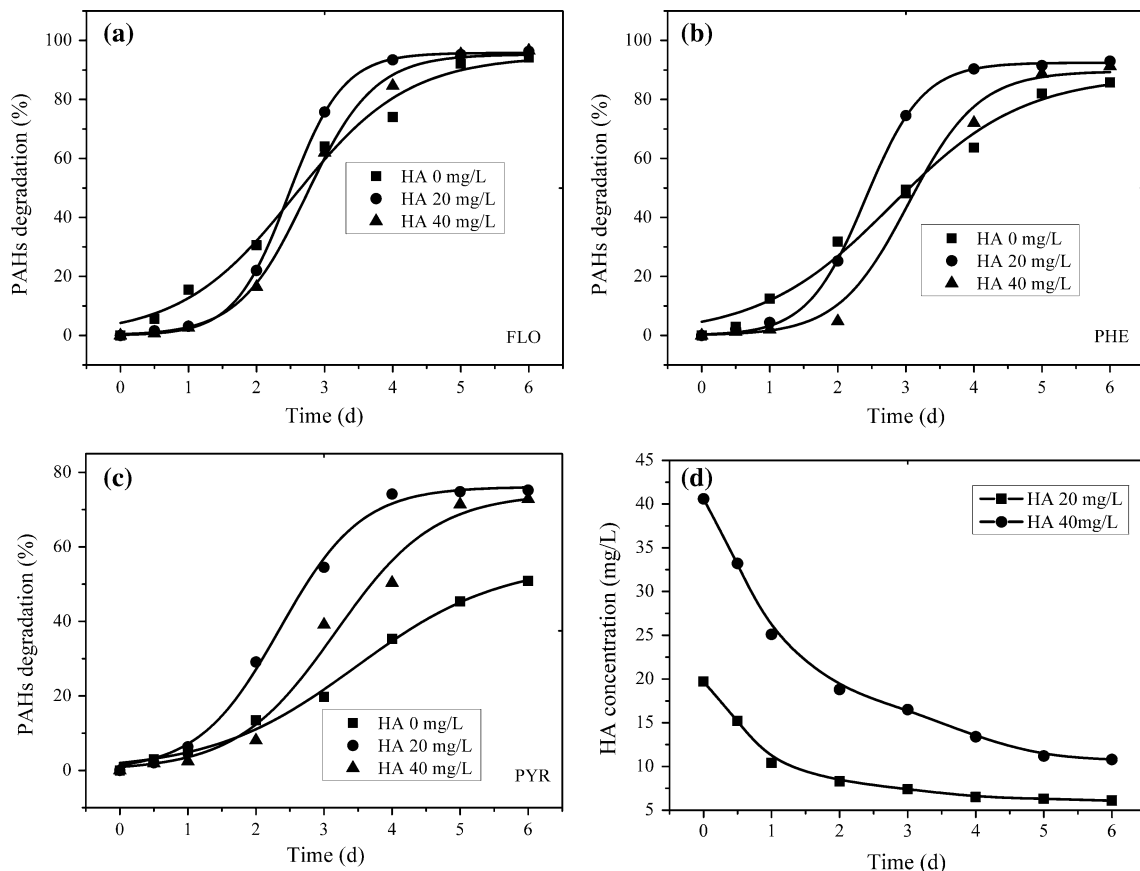 (a)
100
80
60
40
20
0
PAHs degradation (%)
HA 0 mg/L
HA 20 mg/L
HA 40 mg/L
FLO
0 1 2 3 4 5 6
Time (d)
(b)
100
80
60
40
20
0
PAHs degradation (%)
HA 0 mg/L
HA 20 mg/L
HA 40 mg/L
PHE
0 1 2 3 4 5 6
Time (d)
(c)
80
60
40
20
0
PAHs degradation (%)
HA 0 mg/L
HA 20 mg/L
HA 40 mg/L
PYR
0 1 2 3 4 5 6
Time (d)
(d)
45
40
35
30
25
20
15
10
5
HA concentration (mg/L)
HA 20 mg/L
HA 40mg/L
0 1 2 3 4 5 6
Time (d)